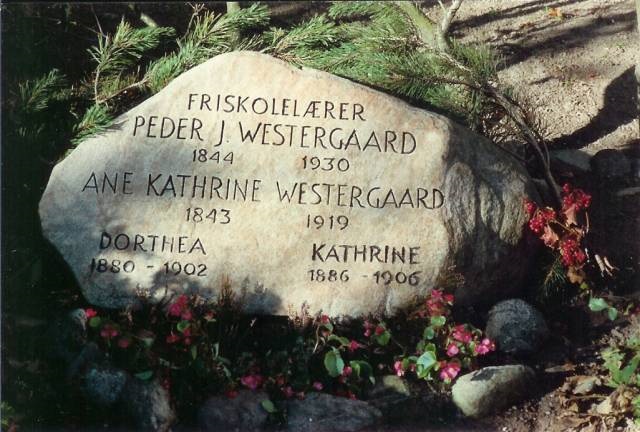 FRISKOLELÆRER
PEDER J. WESTERGAARD
1844 1930
ANE KATHRINE WESTERGAARD
1843 1919
DORTHEA KATHRINE
1880 - 1902 1886 - 1906